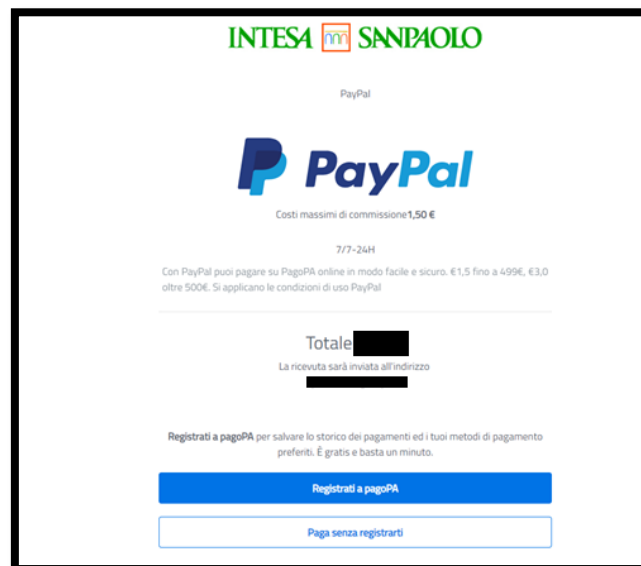 INTESA SANPAOLO
PayPal
PayPal
Costi massimi di commissione1,50 €
7/7-24H
Con PayPal puoi pagare su PagoPA online in modo facile e sicuro. €1,5 fino a 499€, €3,0
oltre 500€. Si applicano le condizioni di uso PayPal
Totale
La ricevuta sarà inviata all'indirizzo
Registrati a pagoPA per salvare lo storico dei pagamenti ed i tuoi metodi di pagamento
preferiti. È gratis e basta un minuto.
Registrati a pagoPA
Paga senza registrarti